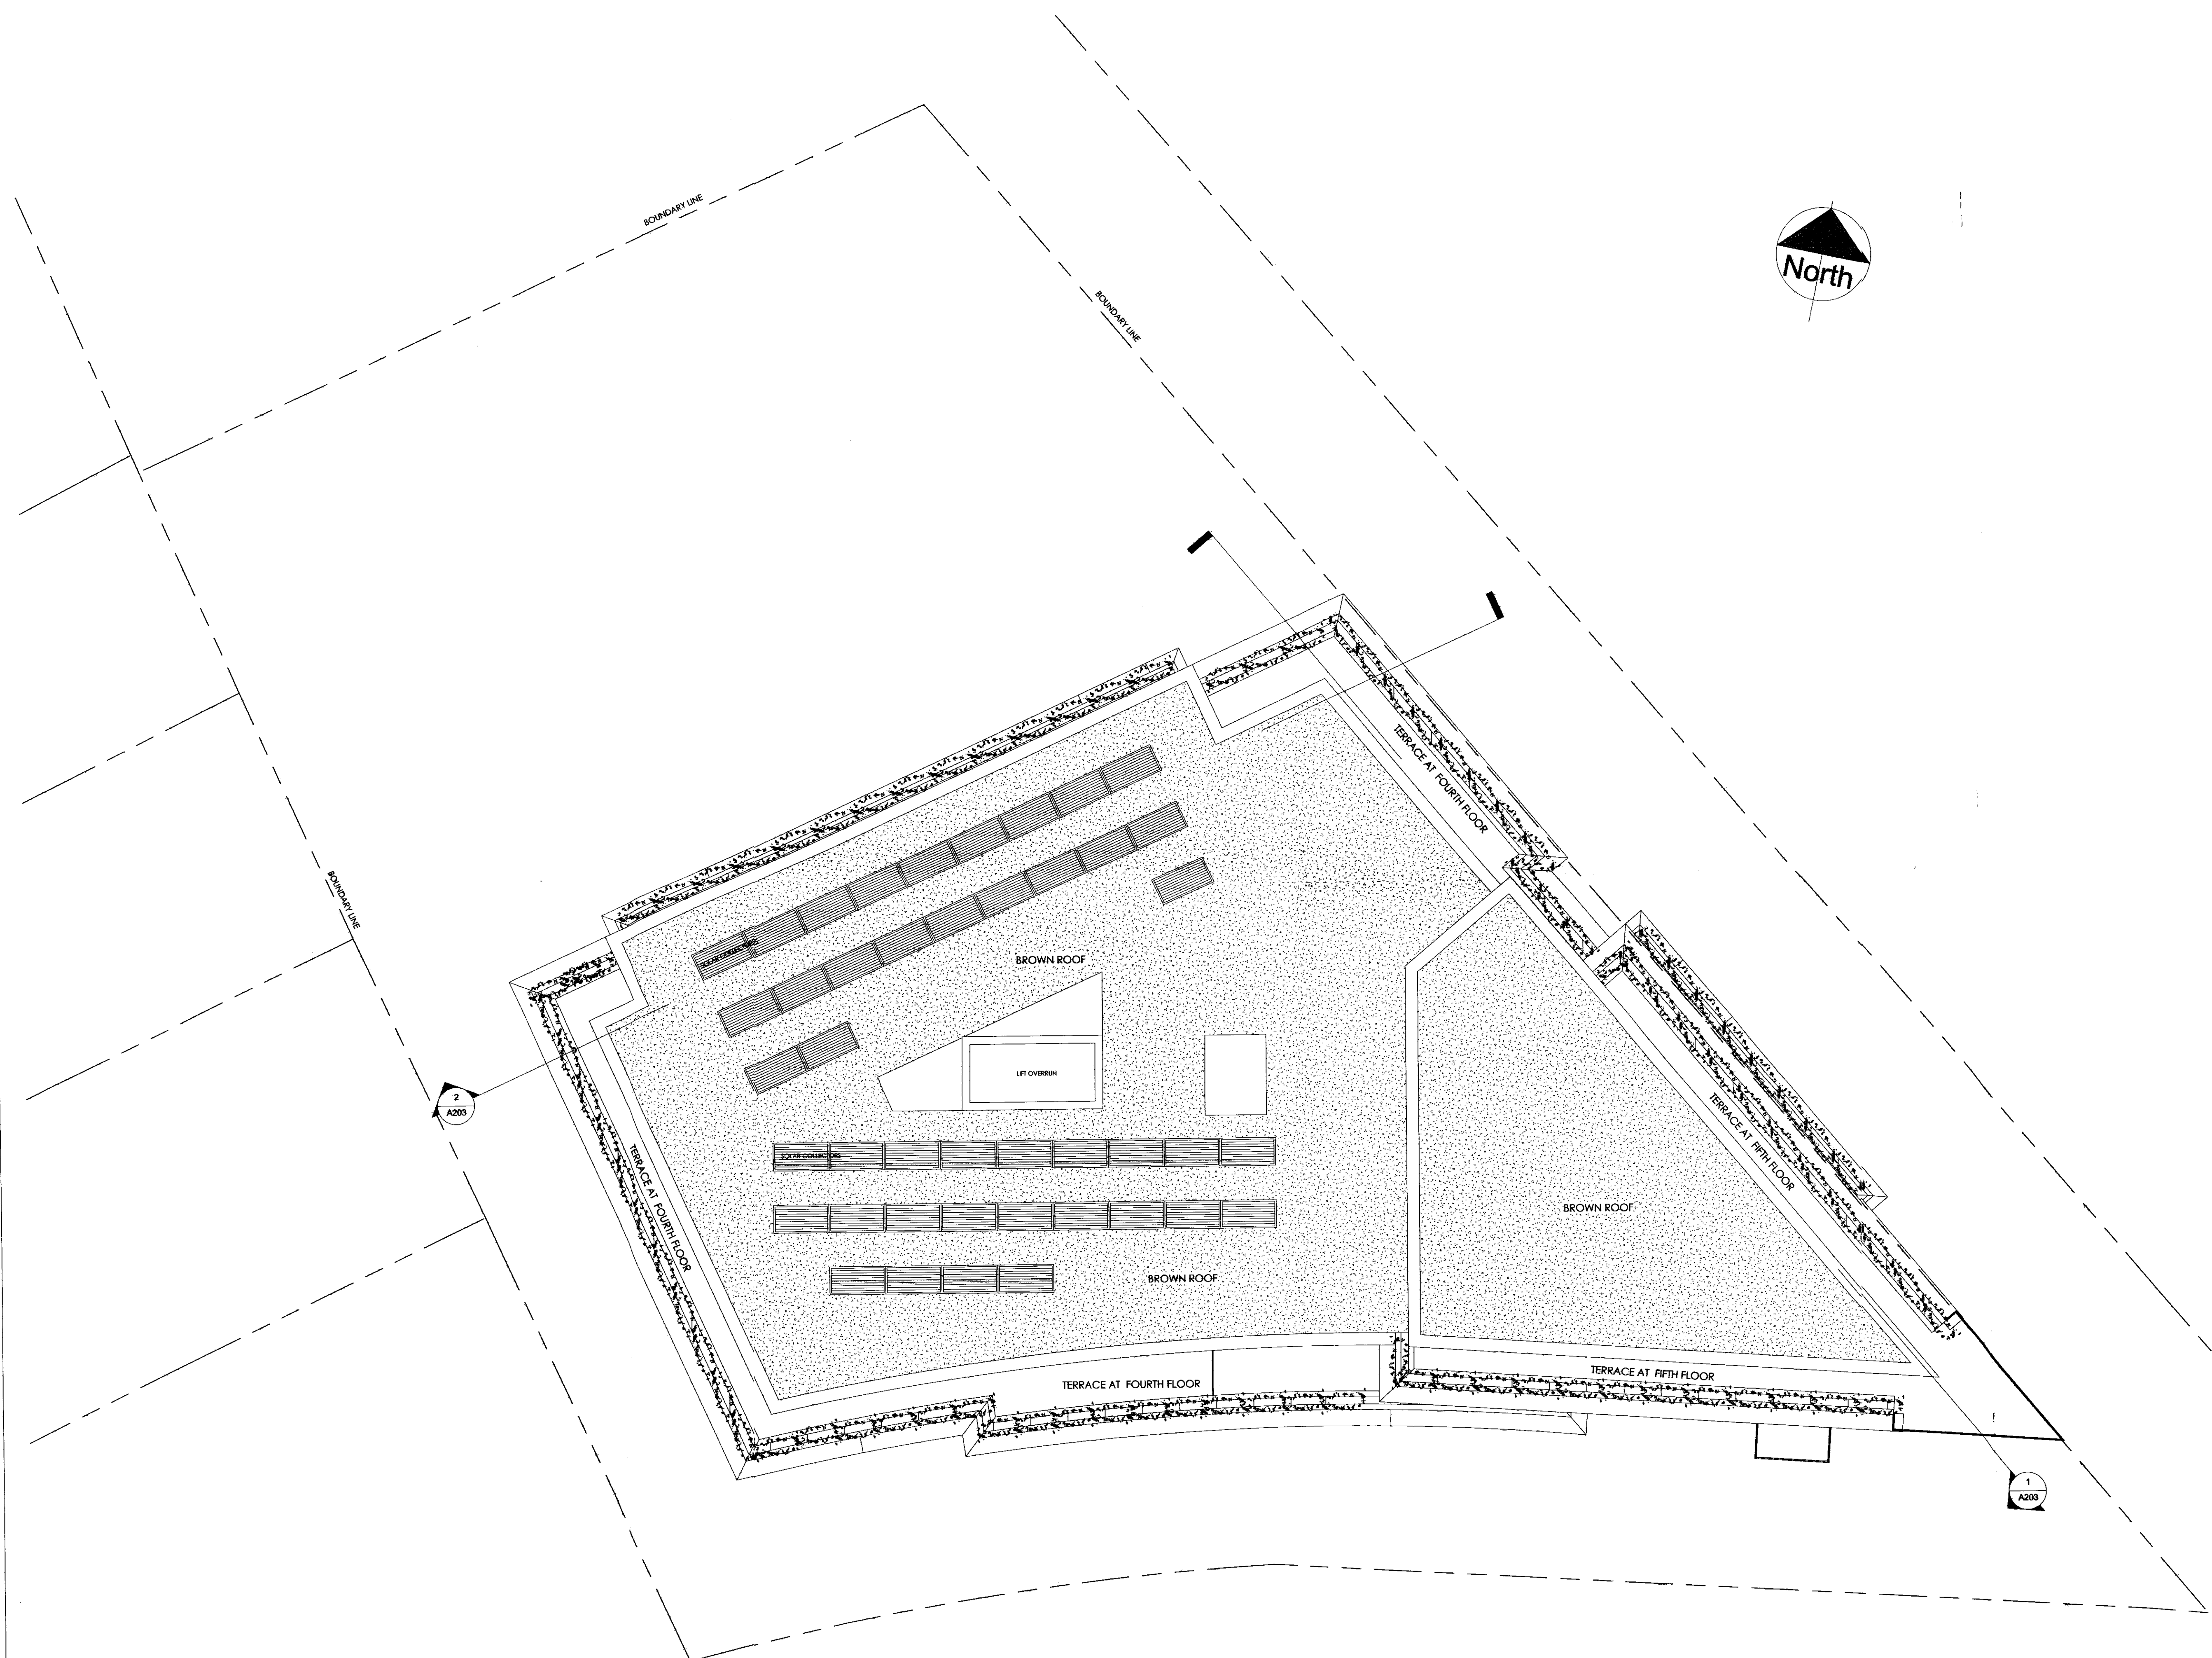 BOUNDARY LINE
North
BOUNDARY LINE
TERRACE AT FOURTH FLOOR
BOUNDARY LINE
SOLAR COLLECTORS
BROWN ROOF
LIFT OVERRUN
2
A203
TERRACE AT FIFTH FLOOR
SOLAR COLLECTORS
TERRACE AT FOURTH FLOOR
BROWN ROOF
BROWN ROOF
TERRACE AT FOURTH FLOOR
TERRACE AT FIFTH FLOOR
1
A203